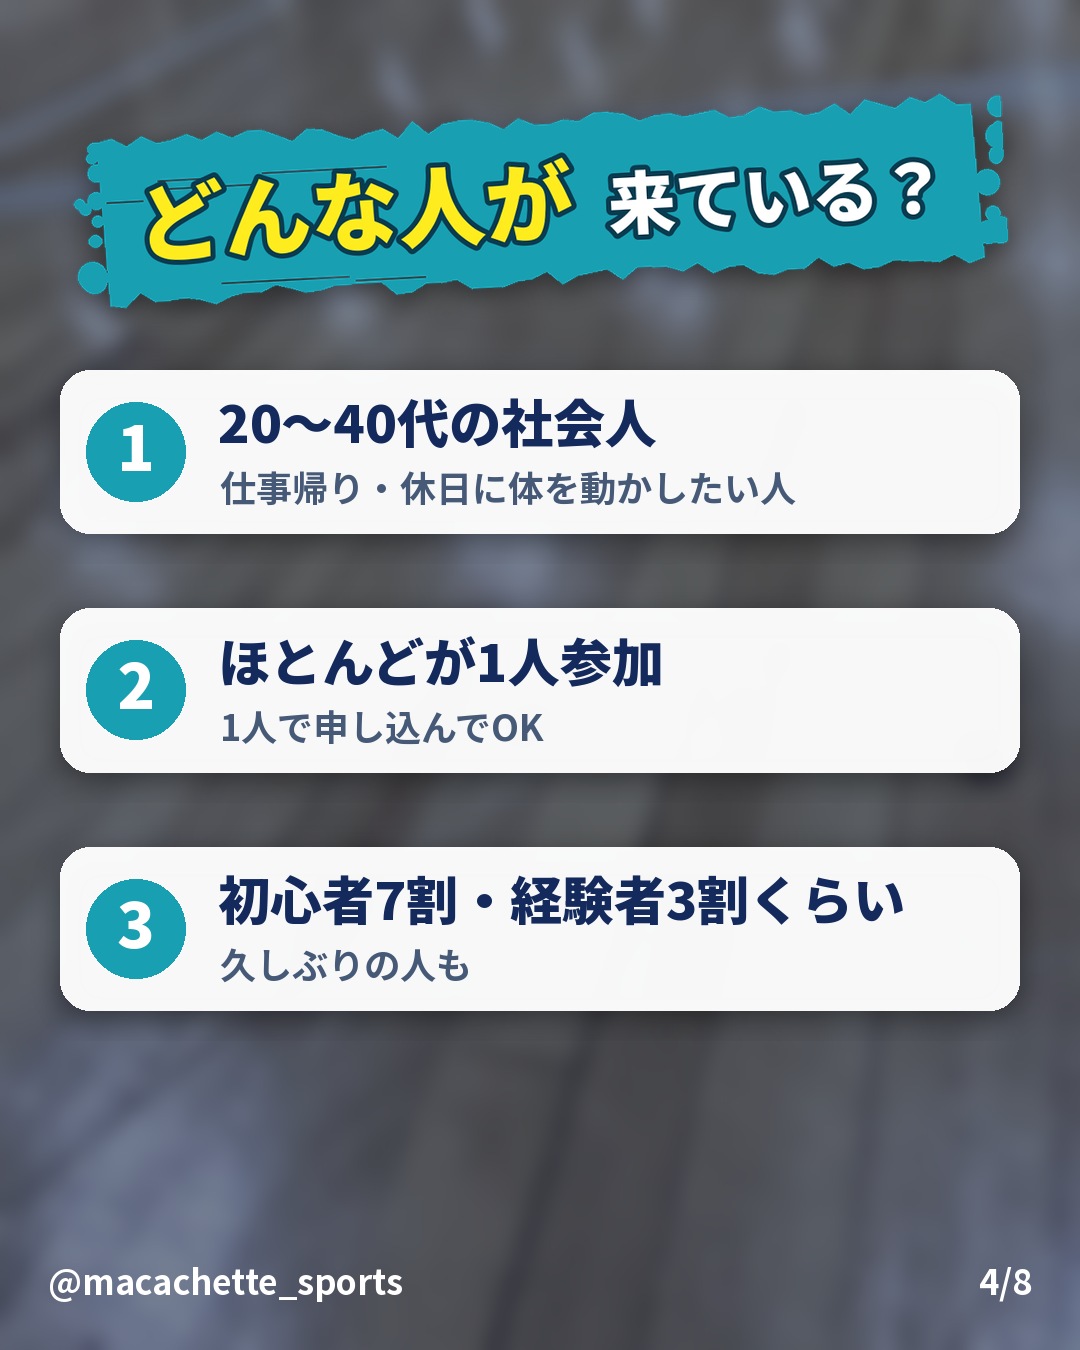 どんな人が 来ている？
1
20〜40代の社会人
仕事帰り・休日に体を動かしたい人
2
ほとんどが1人参加
1人で申し込んでOK
3
初心者7割・経験者3割くらい
久しぶりの人も
@macachette_sports
4/8